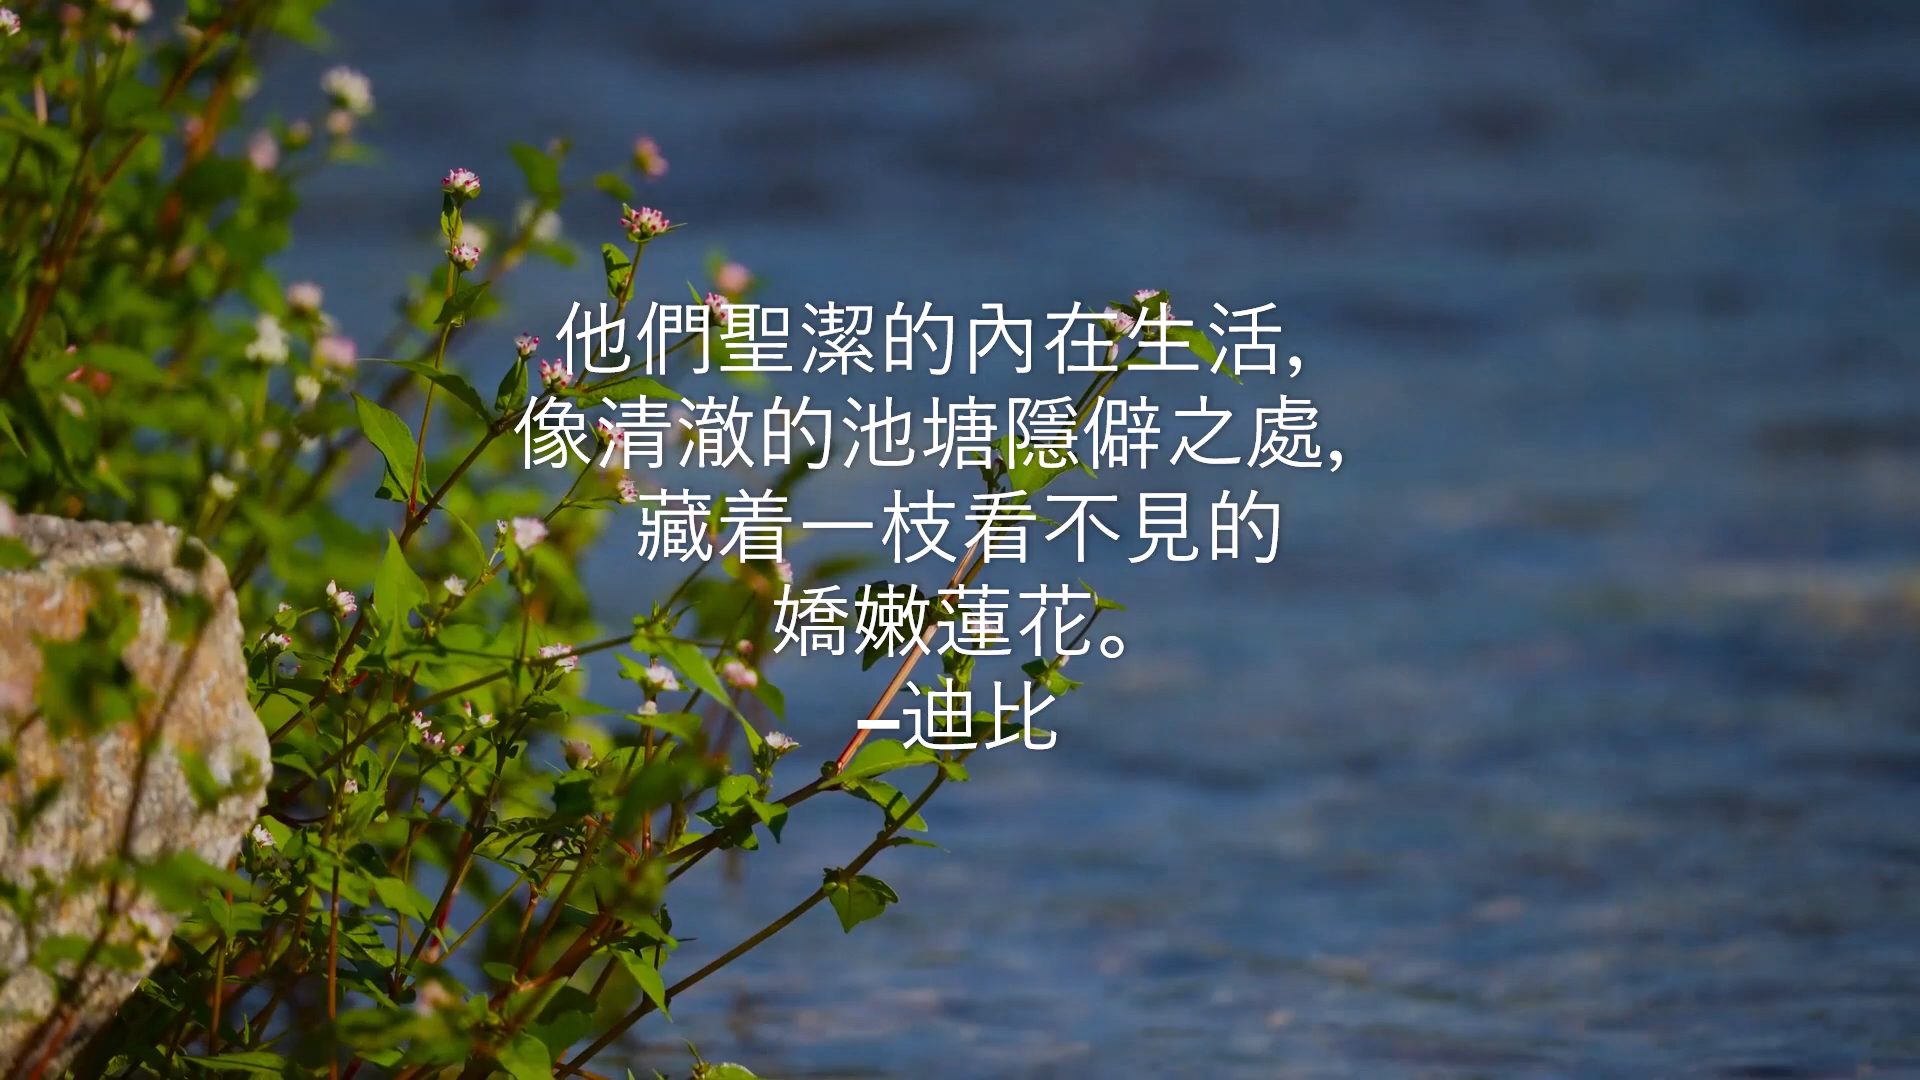 他們聖潔的內在生活,
像清澈的池塘隱僻之處,
藏着一枝看不見的
嬌嫩蓮花。
–迪比